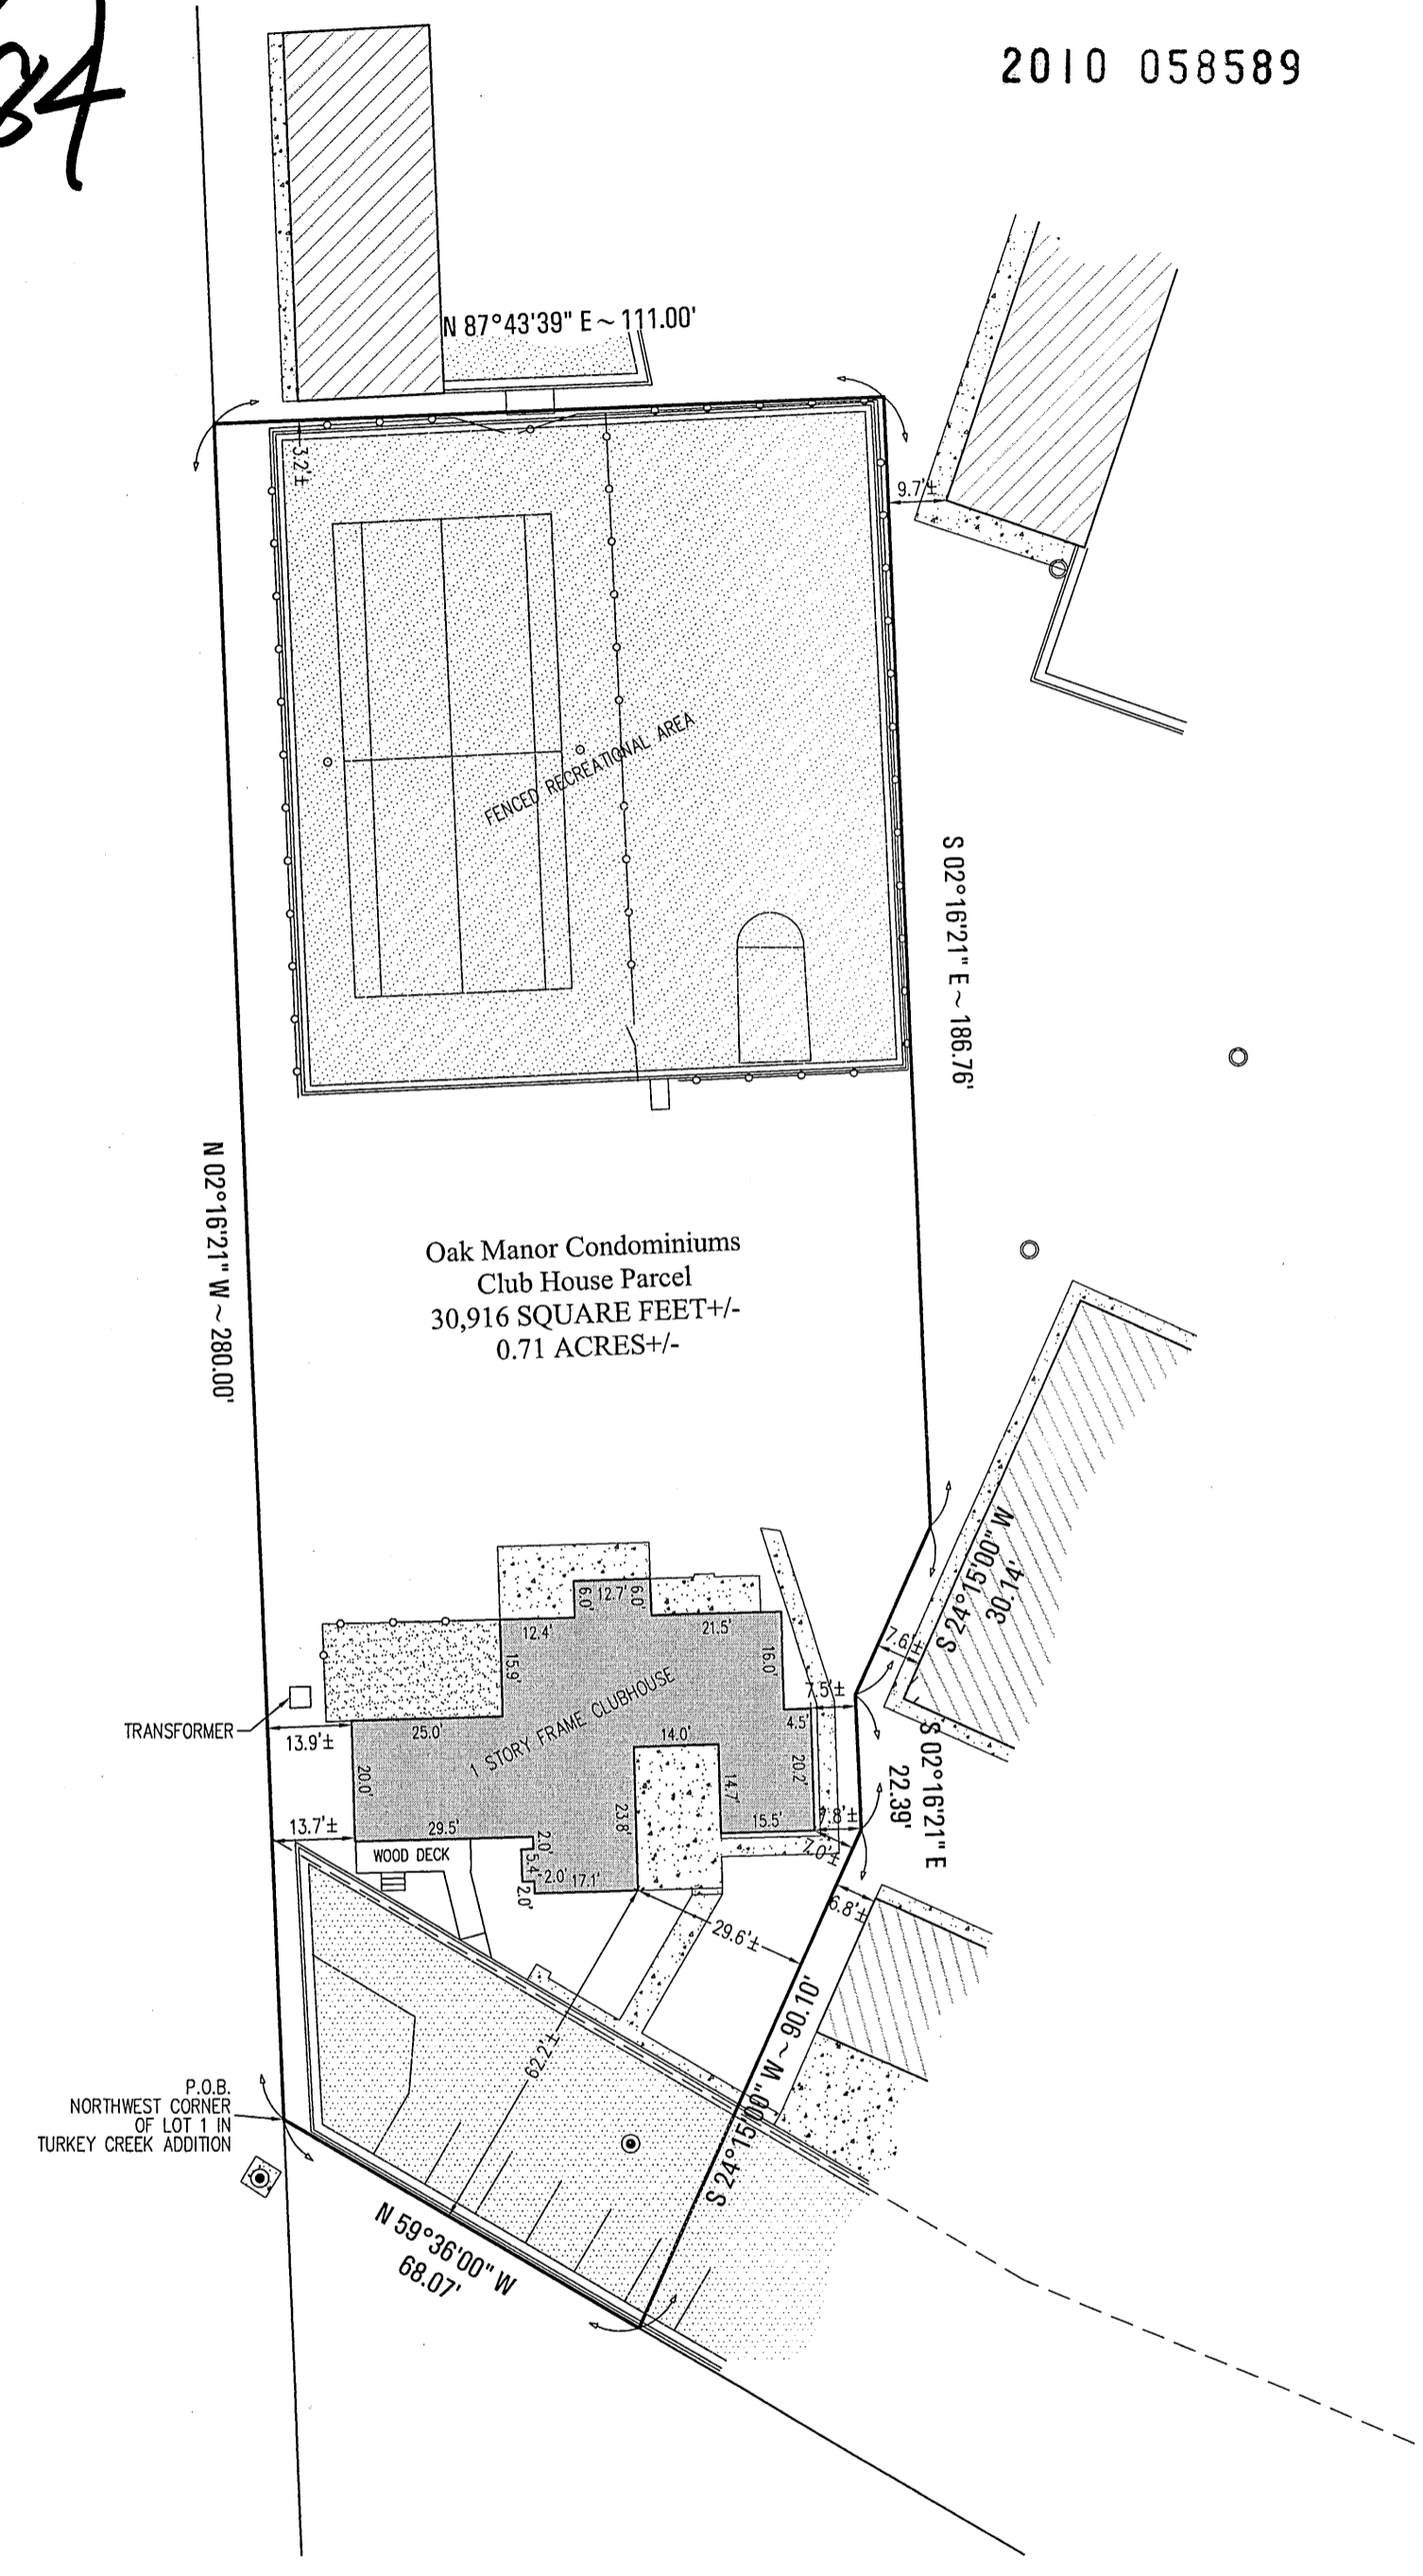 84
2010 058589
N 87°43'39" E ~ 111.00'
3.2'±
9.7'±
FENCED RECREATIONAL AREA
S 02°16'21" E ~ 186.76'
N 02°16'21" W ~ 280.00'
Oak Manor Condominiums
Club House Parcel
30,916 SQUARE FEET+/-
0.71 ACRES+/-
S 24°15'00" W
30.14'
7.6'±
6.0'
12.7'
6.0'
12.4'
21.5'
15.9'
16.0'
7.5'±
1 STORY FRAME CLUBHOUSE
TRANSFORMER
13.9'±
25.0'
14.0'
4.5'
20.0'
23.8'
14.7'
20.2'
S 02°16'21" E
22.39'
13.7'±
29.5'
15.5'
7.8'±
7.0'±
WOOD DECK
2.0'
5.4'
2.0'
17.1'
2.0'
6.8'±
29.6'±
62.2'±
S 24°15'00" W ~ 90.10'
P.O.B.
NORTHWEST CORNER
OF LOT 1 IN
TURKEY CREEK ADDITION
N 59°36'00" W
68.07'